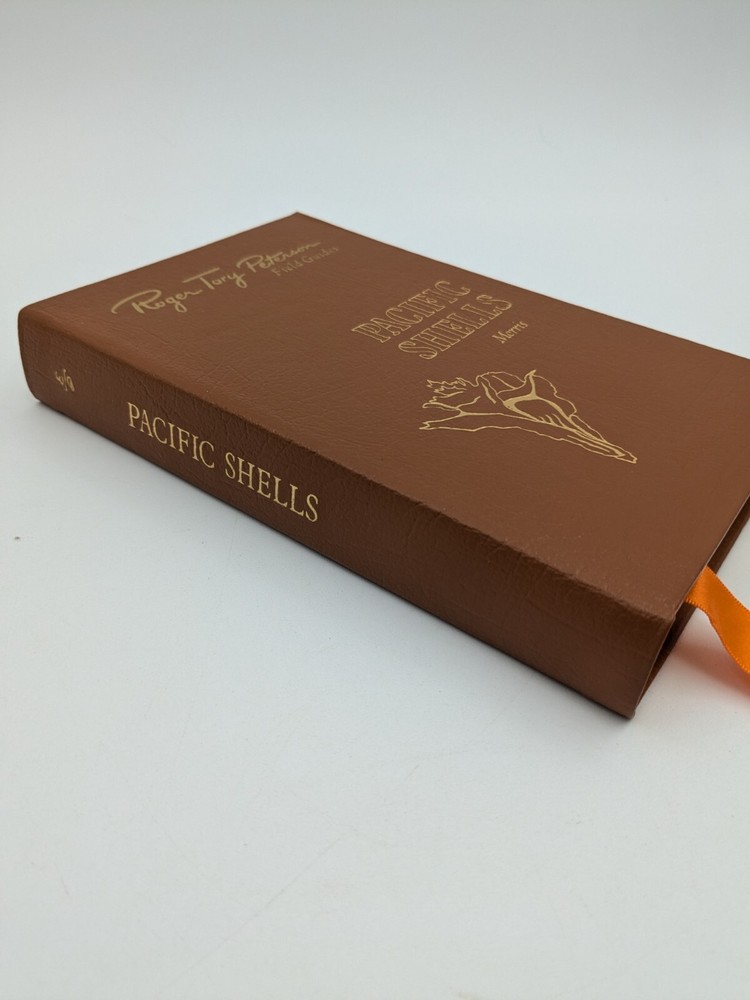 Roger Tory Peterson
Field Guides
PACIFIC
SHELLS
Morris
PACIFIC SHELLS